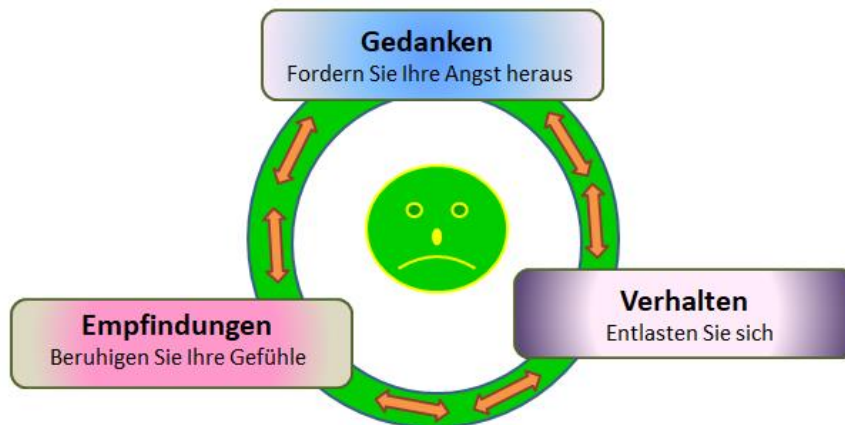 Gedanken
Fordern Sie Ihre Angst heraus
Verhalten
Entlasten Sie sich
Empfindungen
Beruhigen Sie Ihre Gefühle